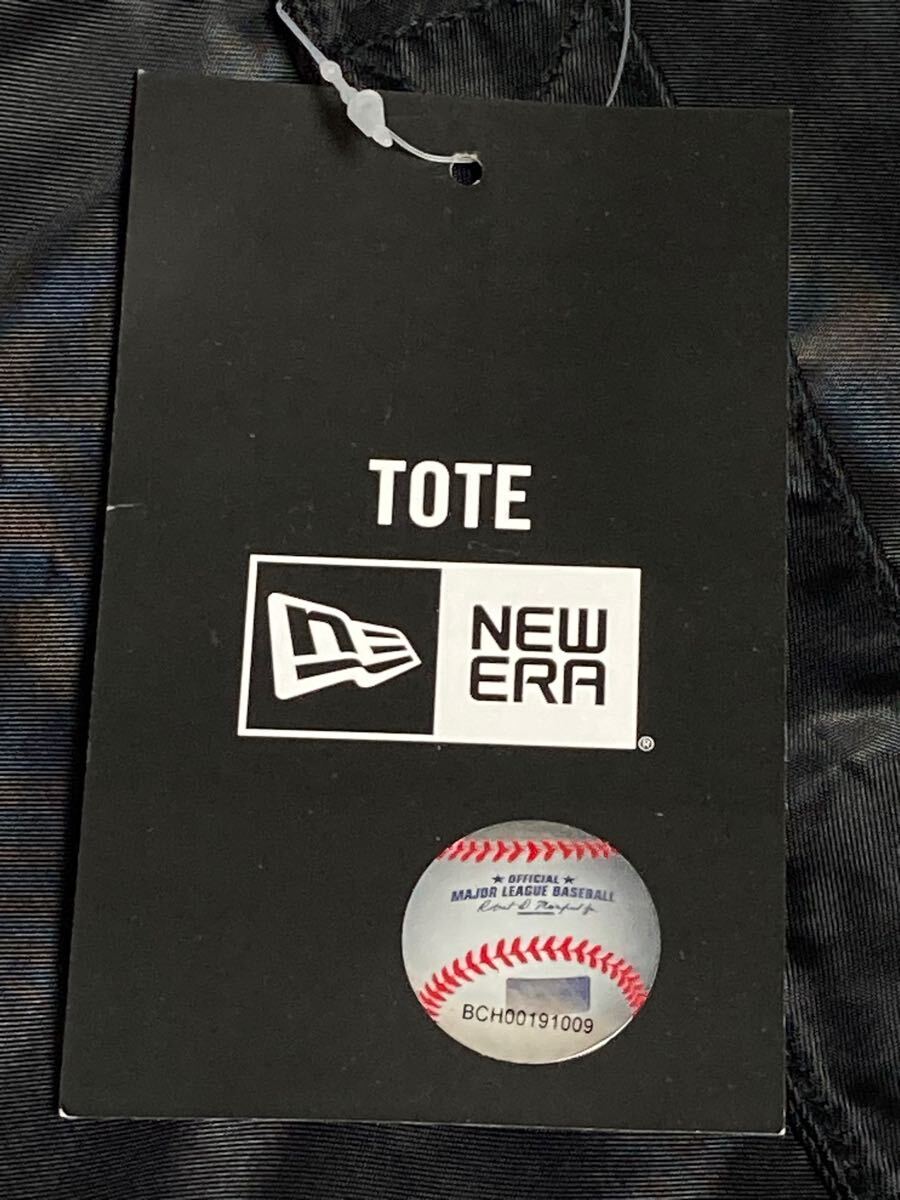 TOTE
NEW
ERA
®
★ OFFICIAL ★
MAJOR LEAGUE BASEBALL
BCH00191009